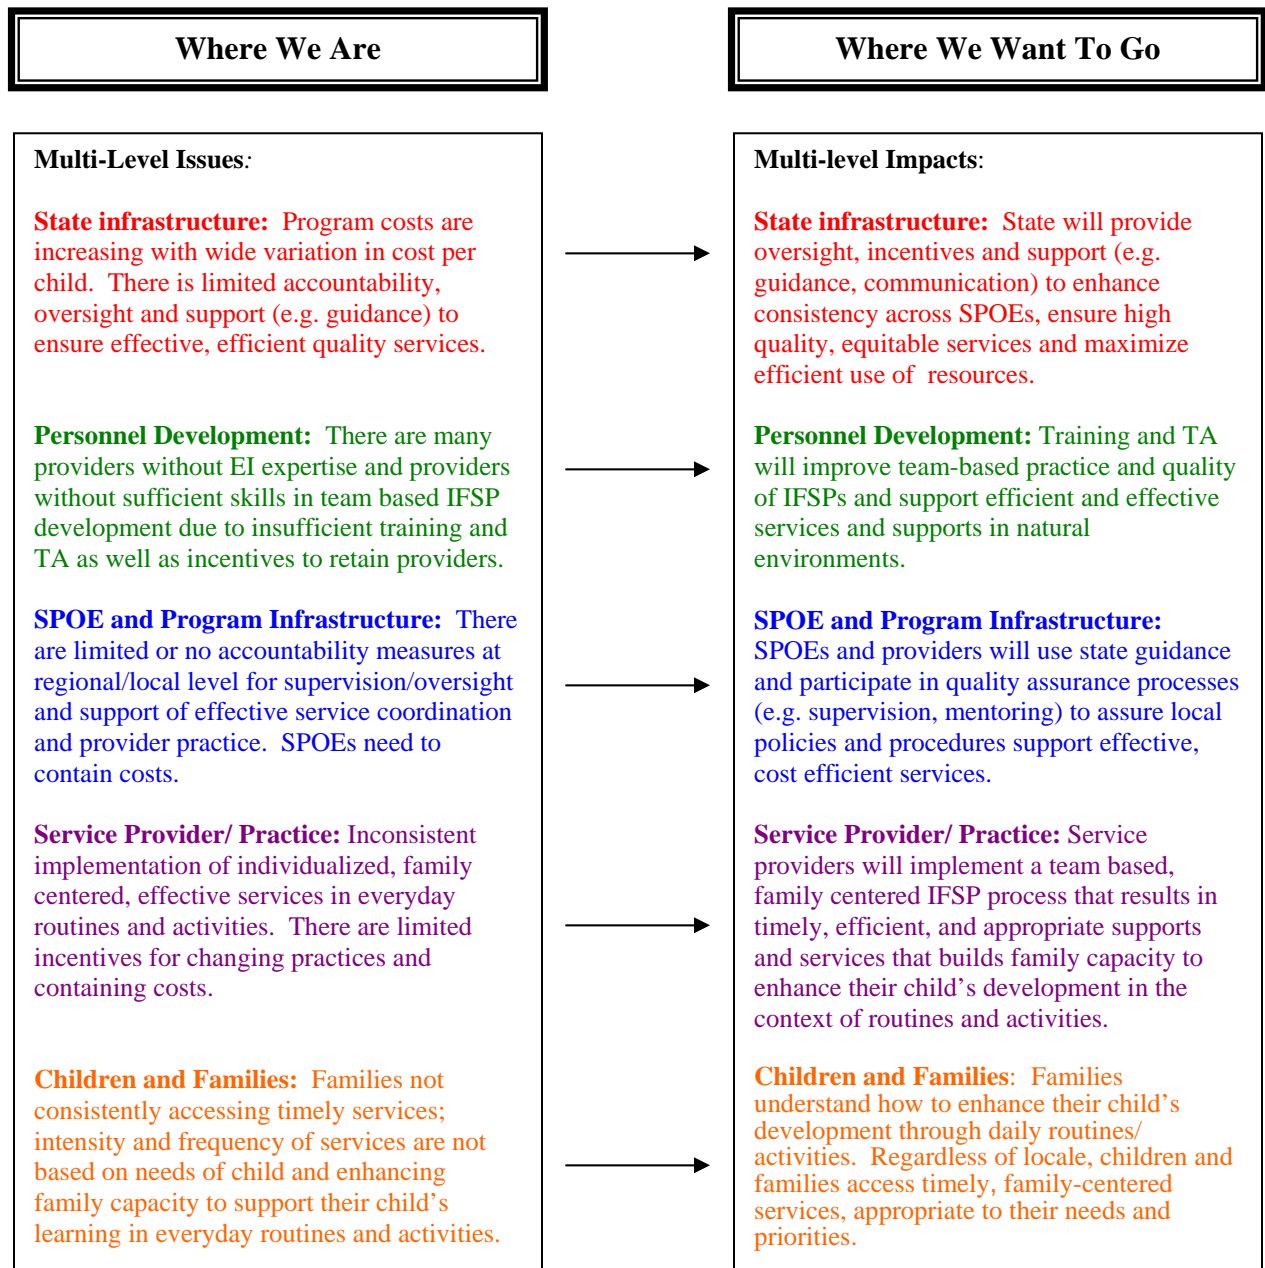 Where We Are
Where We Want To Go
Multi-Level Issues:
State infrastructure: Program costs are
increasing with wide variation in cost per
child. There is limited accountability,
oversight and support (e.g. guidance) to
ensure effective, efficient quality services.
Personnel Development: There are many
providers without EI expertise and providers
without sufficient skills in team based IFSP
development due to insufficient training and
TA as well as incentives to retain providers.
SPOE and Program Infrastructure: There
are limited or no accountability measures at
regional/local level for supervision/oversight
and support of effective service coordination
and provider practice. SPOEs need to
contain costs.
Service Provider/ Practice: Inconsistent
implementation of individualized, family
centered, effective services in everyday
routines and activities. There are limited
incentives for changing practices and
containing costs.
Children and Families: Families not
consistently accessing timely services;
intensity and frequency of services are not
based on needs of child and enhancing
family capacity to support their child's
learning in everyday routines and activities.
Multi-level Impacts:
State infrastructure: State will provide
oversight, incentives and support (e.g.
guidance, communication) to enhance
consistency across SPOEs, ensure high
quality, equitable services and maximize
efficient use of resources.
Personnel Development: Training and TA
will improve team-based practice and quality
of IFSPs and support efficient and effective
services and supports in natural
environments.
SPOE and Program Infrastructure:
SPOEs and providers will use state guidance
and participate in quality assurance processes
(e.g. supervision, mentoring) to assure local
policies and procedures support effective,
cost efficient services.
Service Provider/ Practice: Service
providers will implement a team based,
family centered IFSP process that results in
timely, efficient, and appropriate supports
and services that builds family capacity to
enhance their child's development in the
context of routines and activities.
Children and Families: Families
understand how to enhance their child's
development through daily routines/
activities. Regardless of locale, children and
families access timely, family-centered
services, appropriate to their needs and
priorities.